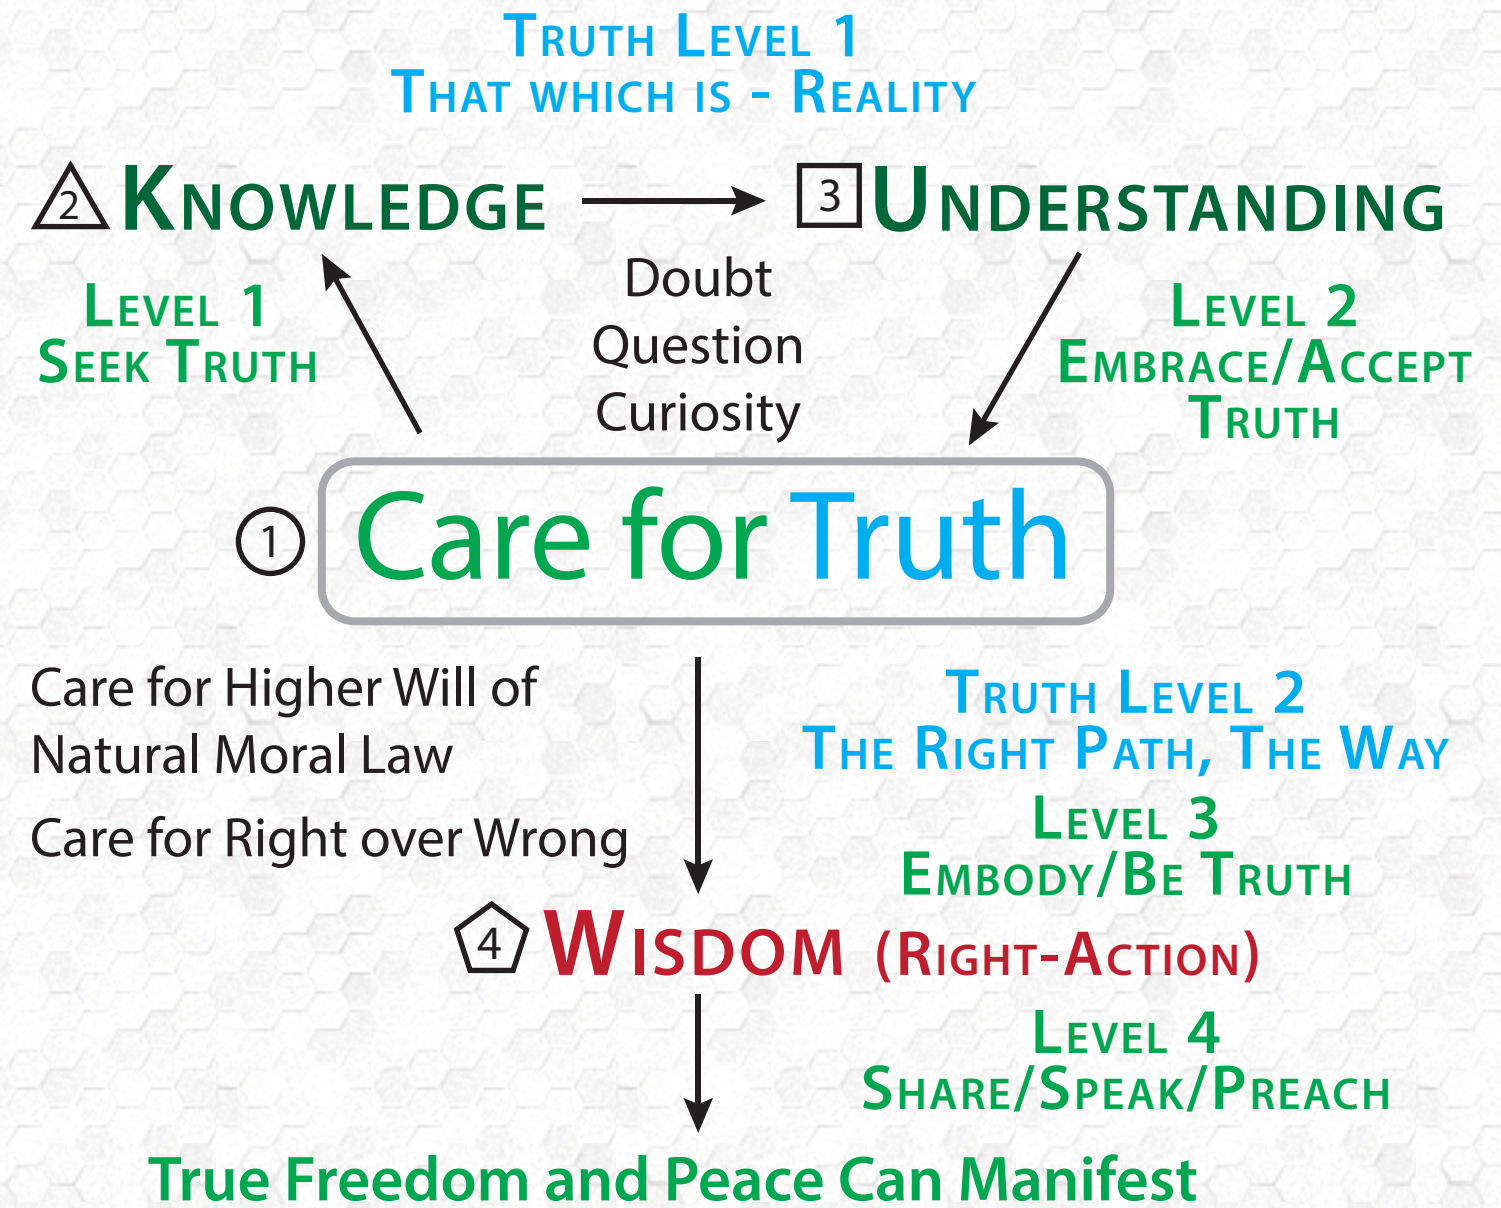 Truth Level 1
That which is - Reality
2 Knowledge
3 Understanding
Level 1
Seek Truth
Doubt
Question
Curiosity
Level 2
Embrace/Accept
Truth
1 Care for Truth
Care for Higher Will of
Natural Moral Law
Care for Right over Wrong
Truth Level 2
The Right Path, The Way
Level 3
Embody/Be Truth
4 Wisdom (Right-Action)
Level 4
Share/Speak/Preach
True Freedom and Peace Can Manifest